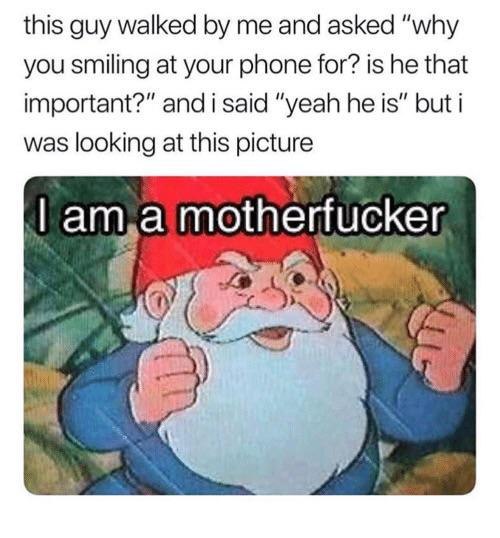 this guy walked by me and asked "why
you smiling at your phone for? is he that
important?" and i said "yeah he is" but i
was looking at this picture
I am a motherfucker